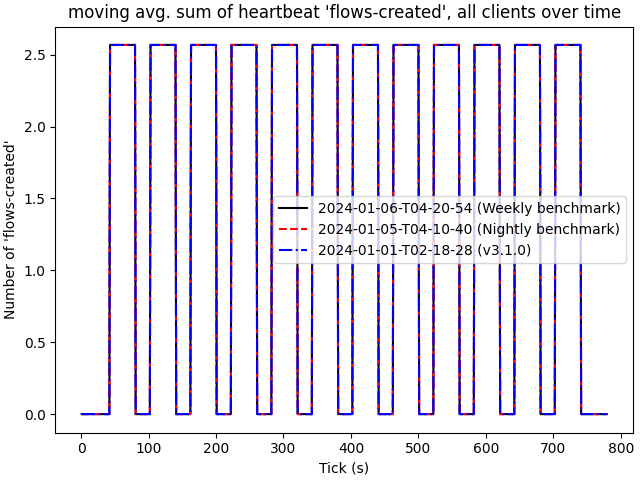 moving avg. sum of heartbeat 'flows-created', all clients over time
Number of 'flows-created'
2.5
2.0
1.5
1.0
0.5
0.0
2024-01-06-T04-20-54 (Weekly benchmark)
2024-01-05-T04-10-40 (Nightly benchmark)
2024-01-01-T02-18-28 (v3.1.0)
0 100 200 300 400 500 600 700 800
Tick (s)